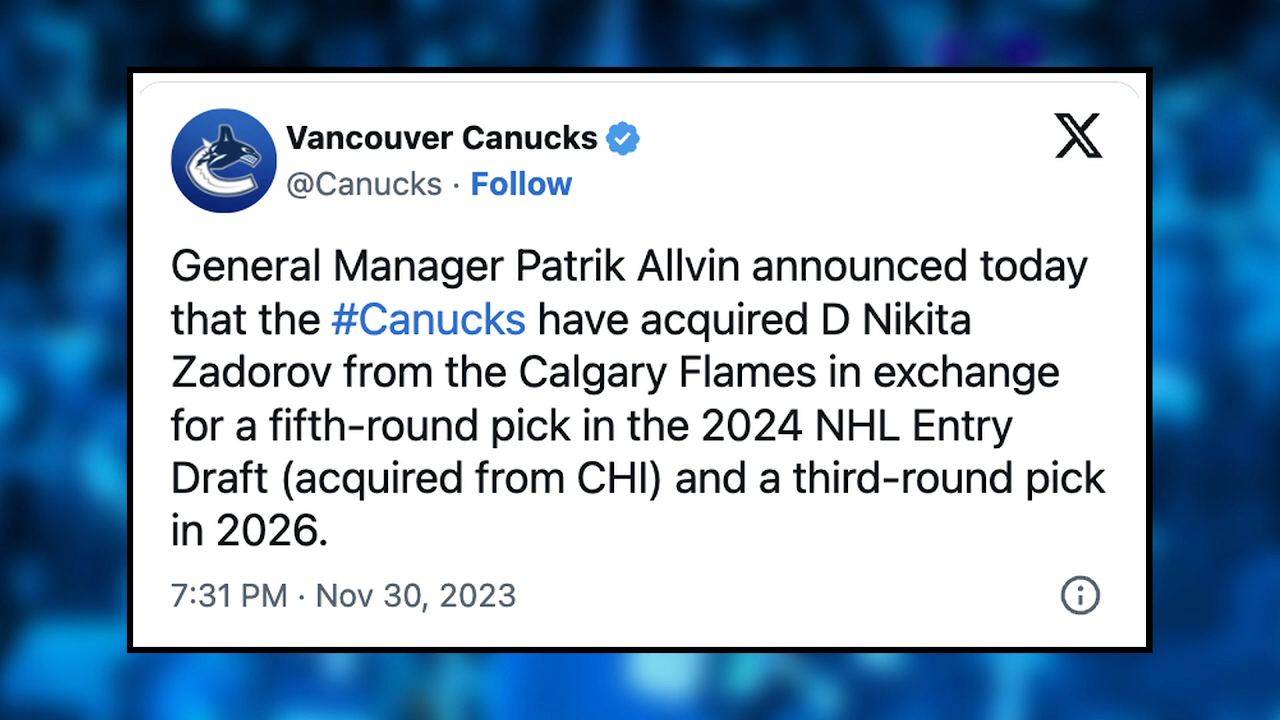 Vancouver Canucks
@Canucks · Follow
General Manager Patrik Allvin announced today
that the #Canucks have acquired D Nikita
Zadorov from the Calgary Flames in exchange
for a fifth-round pick in the 2024 NHL Entry
Draft (acquired from CHI) and a third-round pick
in 2026.
7:31 PM · Nov 30, 2023